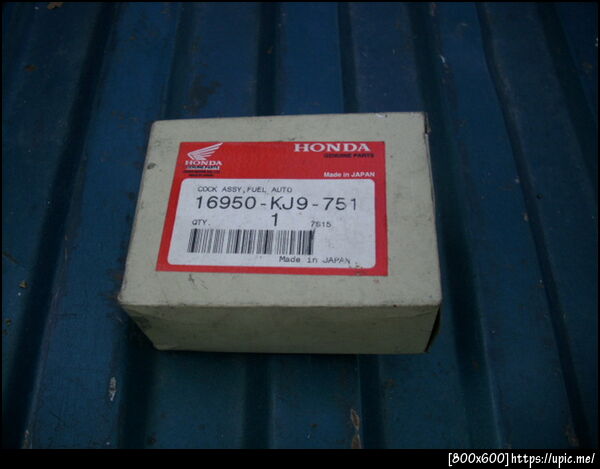 HONDA
HONDA
GENUINE PARTS
Made in JAPAN
COCK ASSY,FUEL AUTO
16950-KJ9-751
QTY 1 7815
Made in JAPAN
[800x600]https://upic.me/